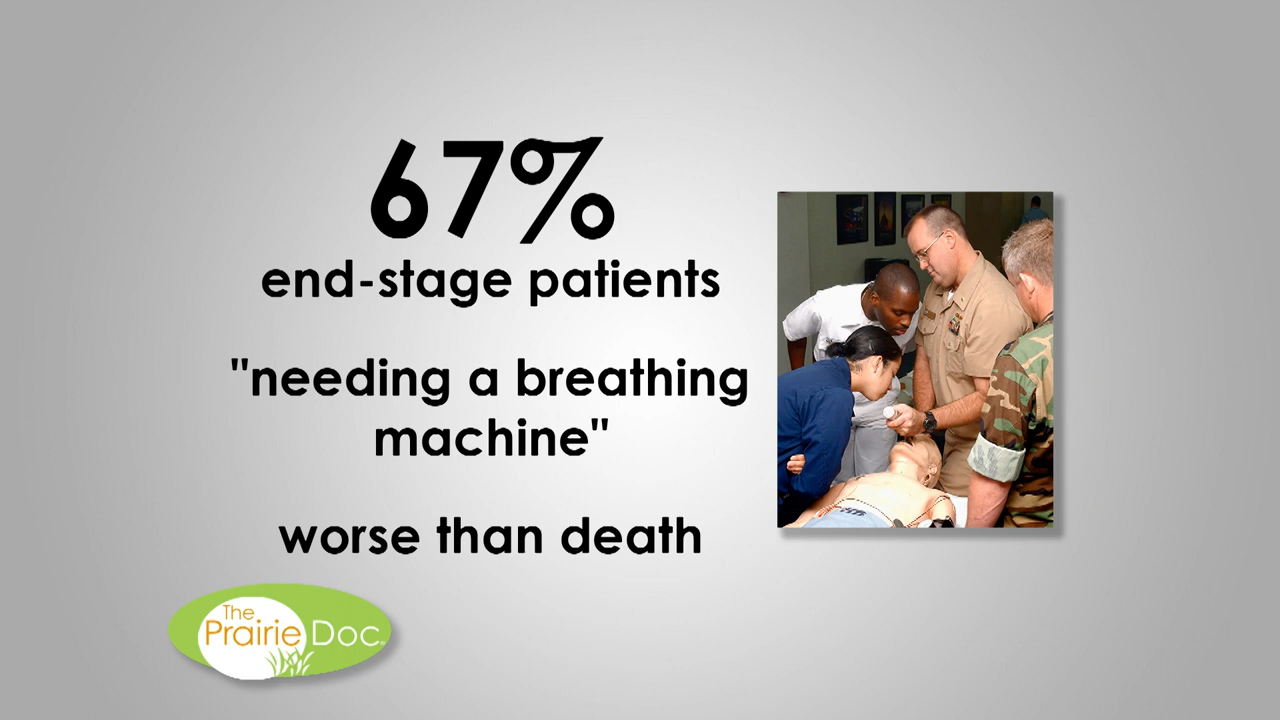 67%
end-stage patients
"needing a breathing
machine"
worse than death
The
Prairie Doc®